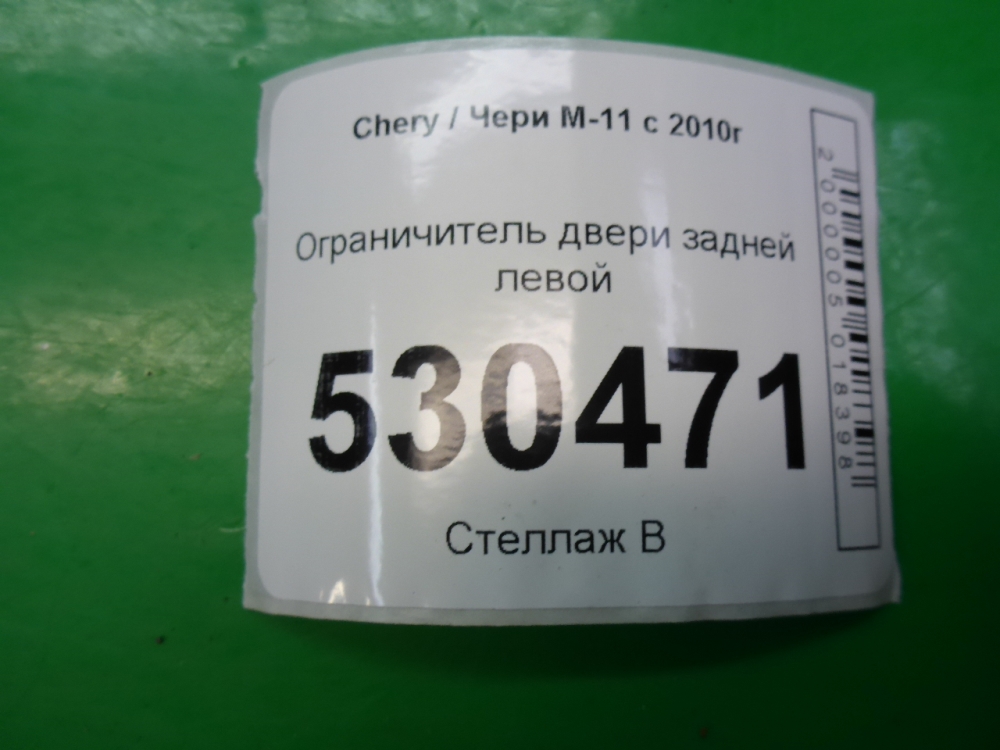 Chery / Чери М-11 с 2010г
Ограничитель двери задней
левой
530471
Стеллаж В
2000005018398